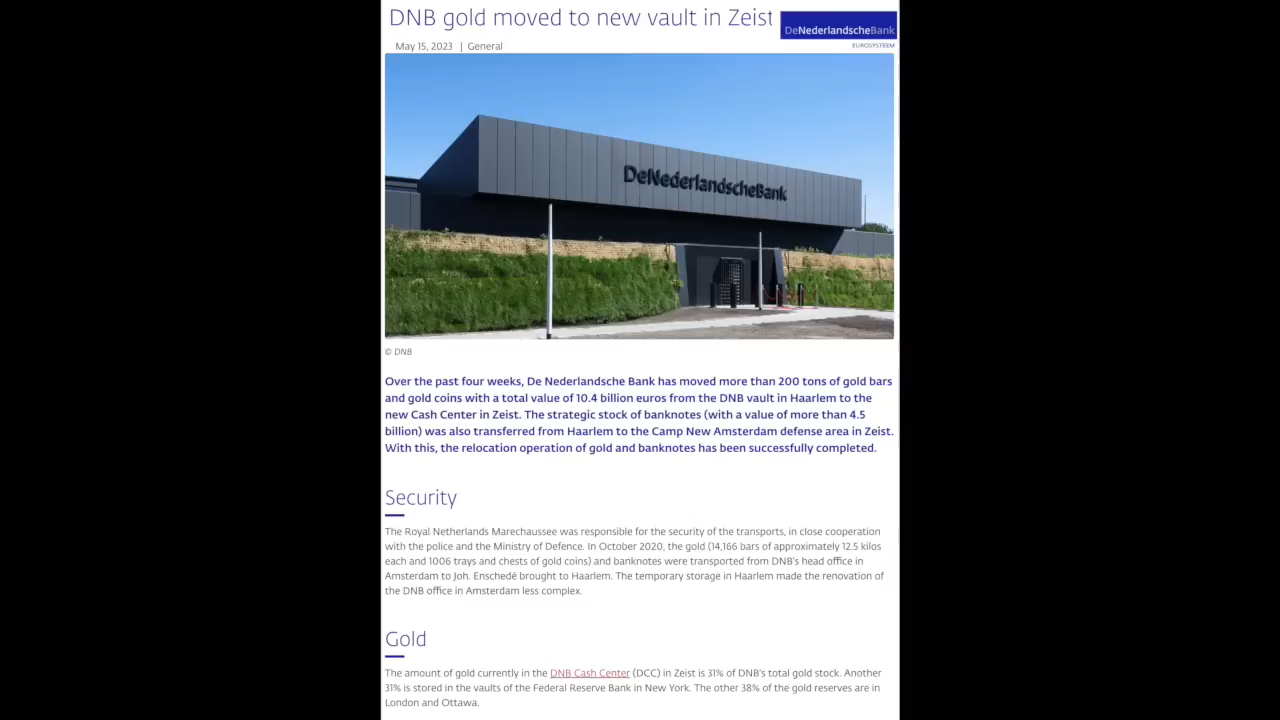 DNB gold moved to new vault in Zeist
DeNederlandscheBank
EUROSYSTEEM
May 15, 2023 | General
DeNederlandscheBank
© DNB
Over the past four weeks, De Nederlandsche Bank has moved more than 200 tons of gold bars
and gold coins with a total value of 10.4 billion euros from the DNB vault in Haarlem to the
new Cash Center in Zeist. The strategic stock of banknotes (with a value of more than 4.5
billion) was also transferred from Haarlem to the Camp New Amsterdam defense area in Zeist.
With this, the relocation operation of gold and banknotes has been successfully completed.
Security
The Royal Netherlands Marechaussee was responsible for the security of the transports, in close cooperation
with the police and the Ministry of Defence. In October 2020, the gold (14,166 bars of approximately 12.5 kilos
each and 1006 trays and chests of gold coins) and banknotes were transported from DNB's head office in
Amsterdam to Joh. Enschedé brought to Haarlem. The temporary storage in Haarlem made the renovation of
the DNB office in Amsterdam less complex.
Gold
The amount of gold currently in the DNB Cash Center (DCC) in Zeist is 31% of DNB's total gold stock. Another
31% is stored in the vaults of the Federal Reserve Bank in New York. The other 38% of the gold reserves are in
London and Ottawa.